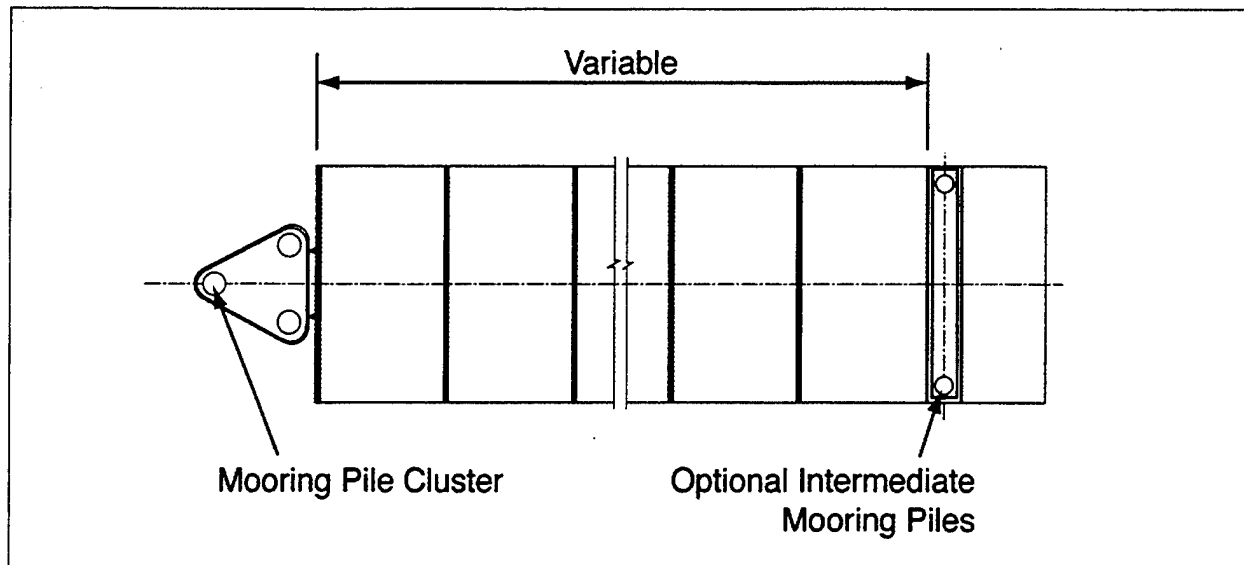 Variable
Mooring Pile Cluster
Optional Intermediate
Mooring Piles